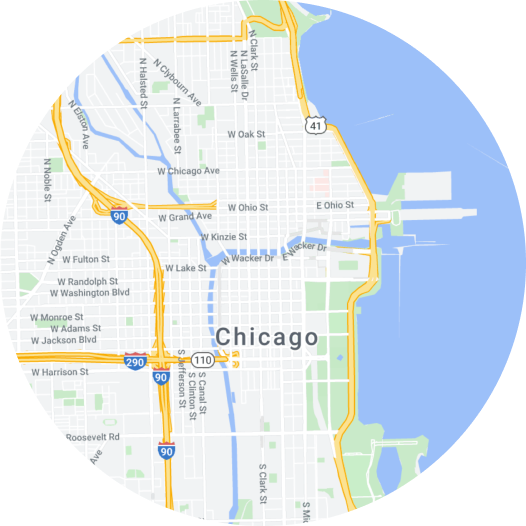 N Clark St
N LaSalle Dr
N Wells St
N Halsted St
N Clybourn Ave
N Larrabee St
N Elston Ave
41
W Oak St
W Chicago Ave
N Noble St
W Ohio St
E Ohio St
90
W Grand Ave
N Ogden Ave
W Kinzie St
E Wacker Dr
W Wacker Dr
W Fulton St
W Lake St
W Randolph St
W Washington Blvd
W Monroe St
W Adams St
W Jackson Blvd
Chicago
290
110
W Harrison St
90
S Jefferson St
S Clinton St
S Canal St
Roosevelt Rd
90
Ave
S Clark St
S Mic